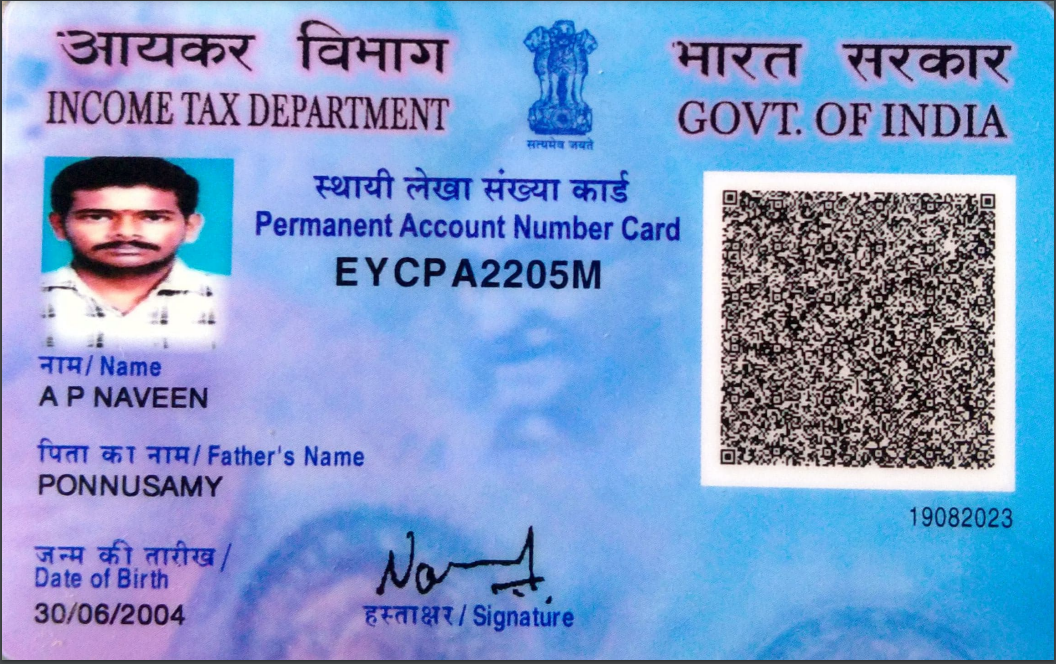 आयकर विभाग
INCOME TAX DEPARTMENT
सत्यमेव जयते
भारत सरकार
GOVT. OF INDIA
स्थायी लेखा संख्या कार्ड
Permanent Account Number Card
EYCPA2205M
नाम/ Name
A P NAVEEN
पिता का नाम/ Father's Name
PONNUSAMY
जन्म की तारीख/
Date of Birth
30/06/2004
हस्ताक्षर/ Signature
19082023